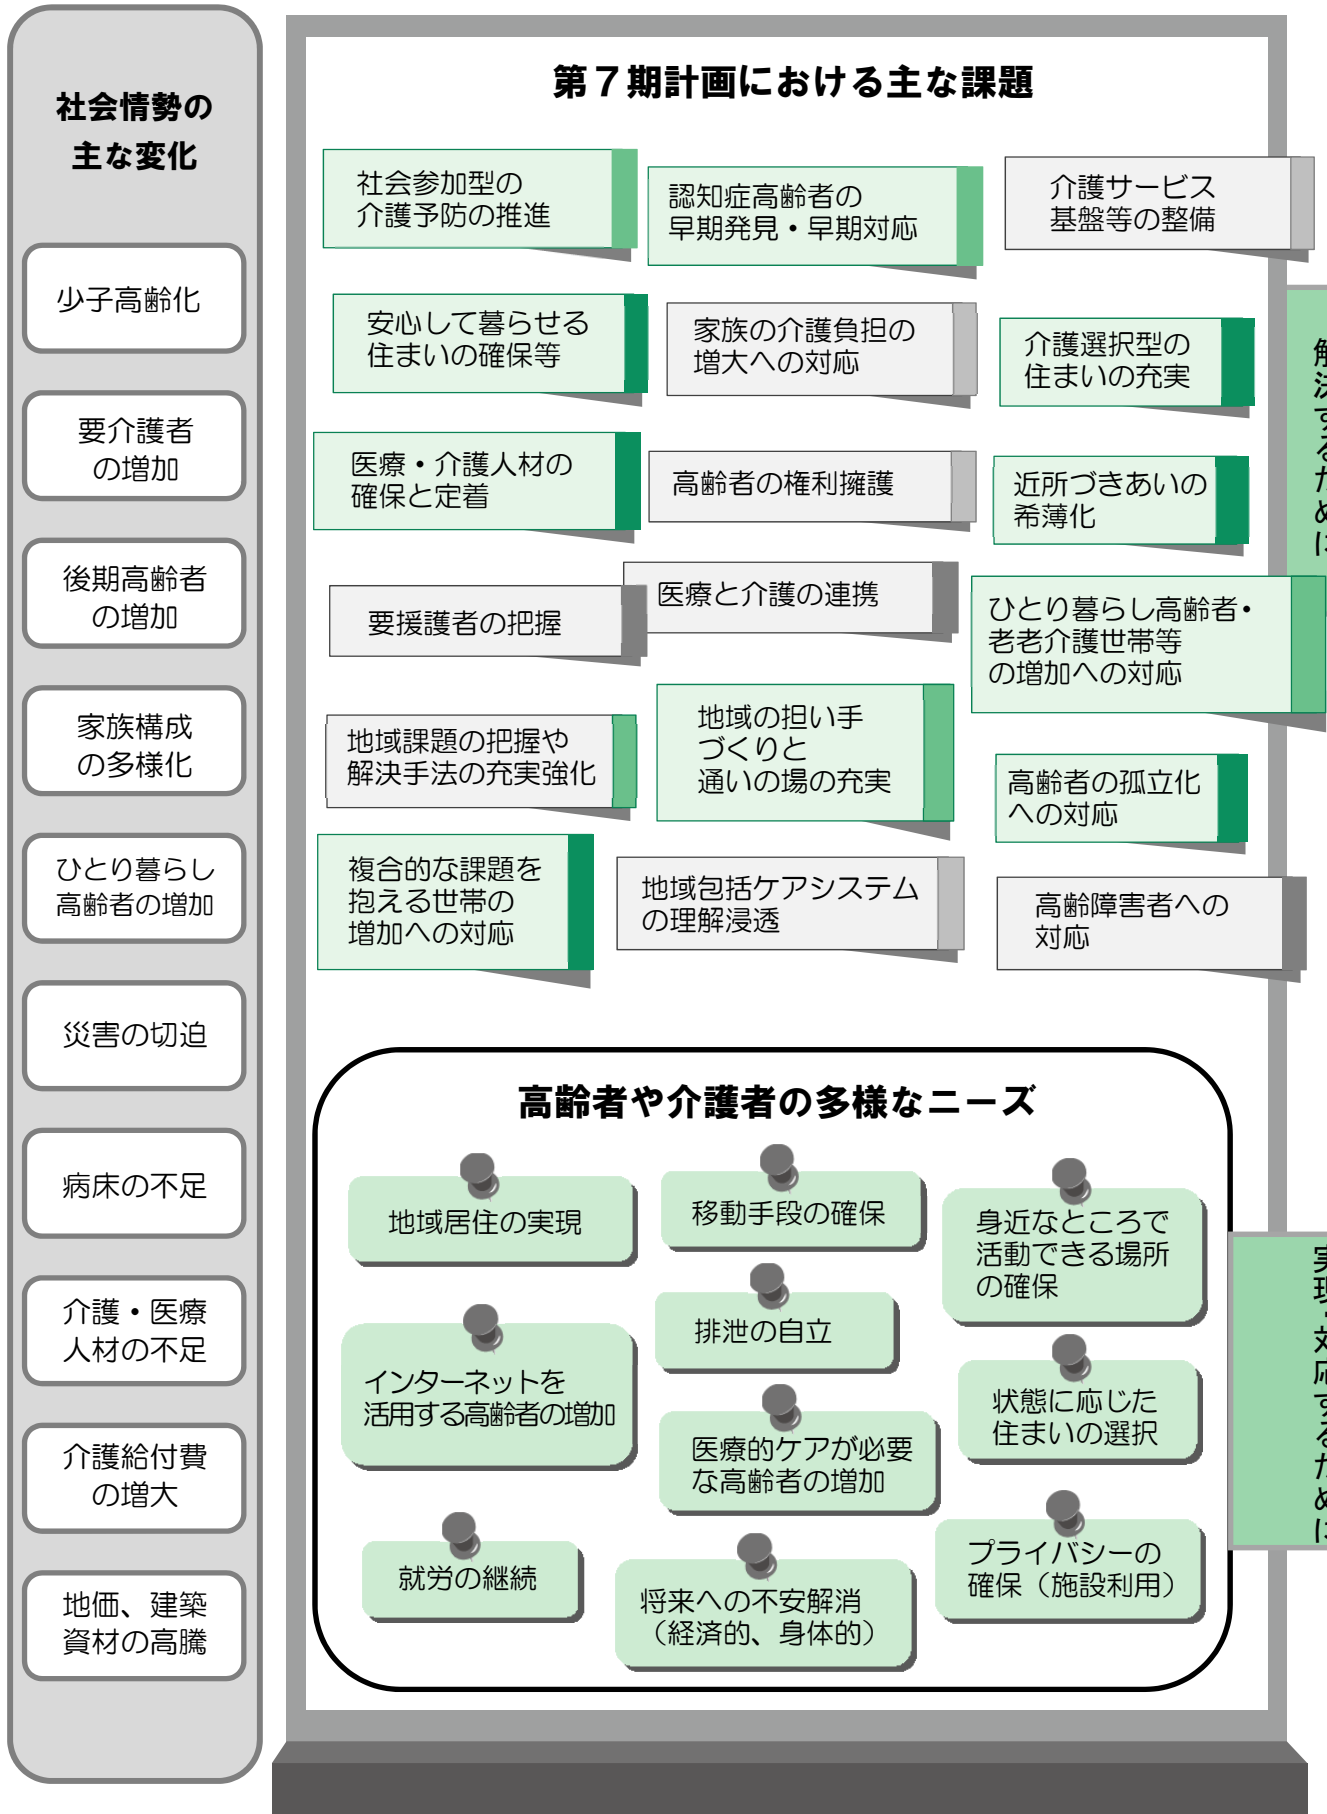 社会情勢の
主な変化
少子高齢化
要介護者
の増加
後期高齢者
の増加
家族構成
の多様化
ひとり暮らし
高齢者の増加
災害の切迫
病床の不足
介護・医療
人材の不足
介護給付費
の増大
地価、建築
資材の高騰
第７期計画における主な課題
社会参加型の
介護予防の推進
認知症高齢者の
早期発見・早期対応
介護サービス
基盤等の整備
安心して暮らせる
住まいの確保等
家族の介護負担の
増大への対応
介護選択型の
住まいの充実
医療・介護人材の
確保と定着
高齢者の権利擁護
近所づきあいの
希薄化
要援護者の把握
医療と介護の連携
ひとり暮らし高齢者・
老老介護世帯等
の増加への対応
地域課題の把握や
解決手法の充実強化
地域の担い手
づくりと
通いの場の充実
高齢者の孤立化
への対応
複合的な課題を
抱える世帯の
増加への対応
地域包括ケアシステム
の理解浸透
高齢障害者への
対応
解決するために
高齢者や介護者の多様なニーズ
地域居住の実現
移動手段の確保
身近なところで
活動できる場所
の確保
排泄の自立
インターネットを
活用する高齢者の増加
状態に応じた
住まいの選択
医療的ケアが必要
な高齢者の増加
就労の継続
将来への不安解消
（経済的、身体的）
プライバシーの
確保（施設利用）
実現・対応するために